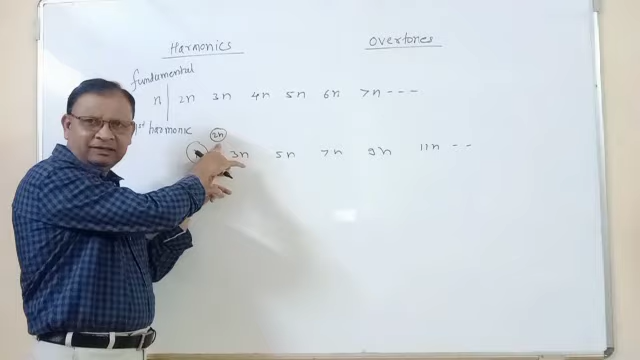 Harmonics
Overtones
fundamental
n | 2n 3n 4n 5n 6n 7n ---
1st harmonic
2n
3n 5n 7n 9n 11n --